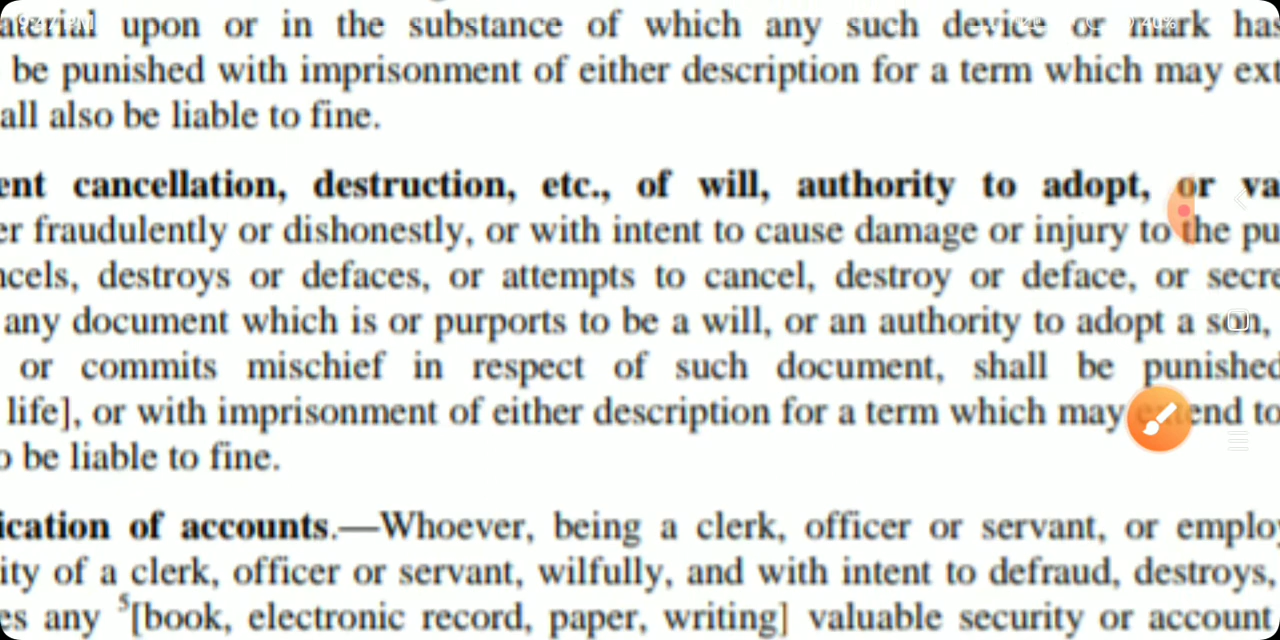 upon or in the substance of which any such device or mark has
be punished with imprisonment of either description for a term which may ext
all also be liable to fine.
ent cancellation, destruction, etc., of will, authority to adopt, or va
er fraudulently or dishonestly, or with intent to cause damage or injury to the pu
ncels, destroys or defaces, or attempts to cancel, destroy or deface, or secre
any document which is or purports to be a will, or an authority to adopt a son,
or commits mischief in respect of such document, shall be punished
life], or with imprisonment of either description for a term which may extend to
o be liable to fine.
ication of accounts.—Whoever, being a clerk, officer or servant, or employ
ity of a clerk, officer or servant, wilfully, and with intent to defraud, destroys,
es any 5[book, electronic record, paper, writing] valuable security or account